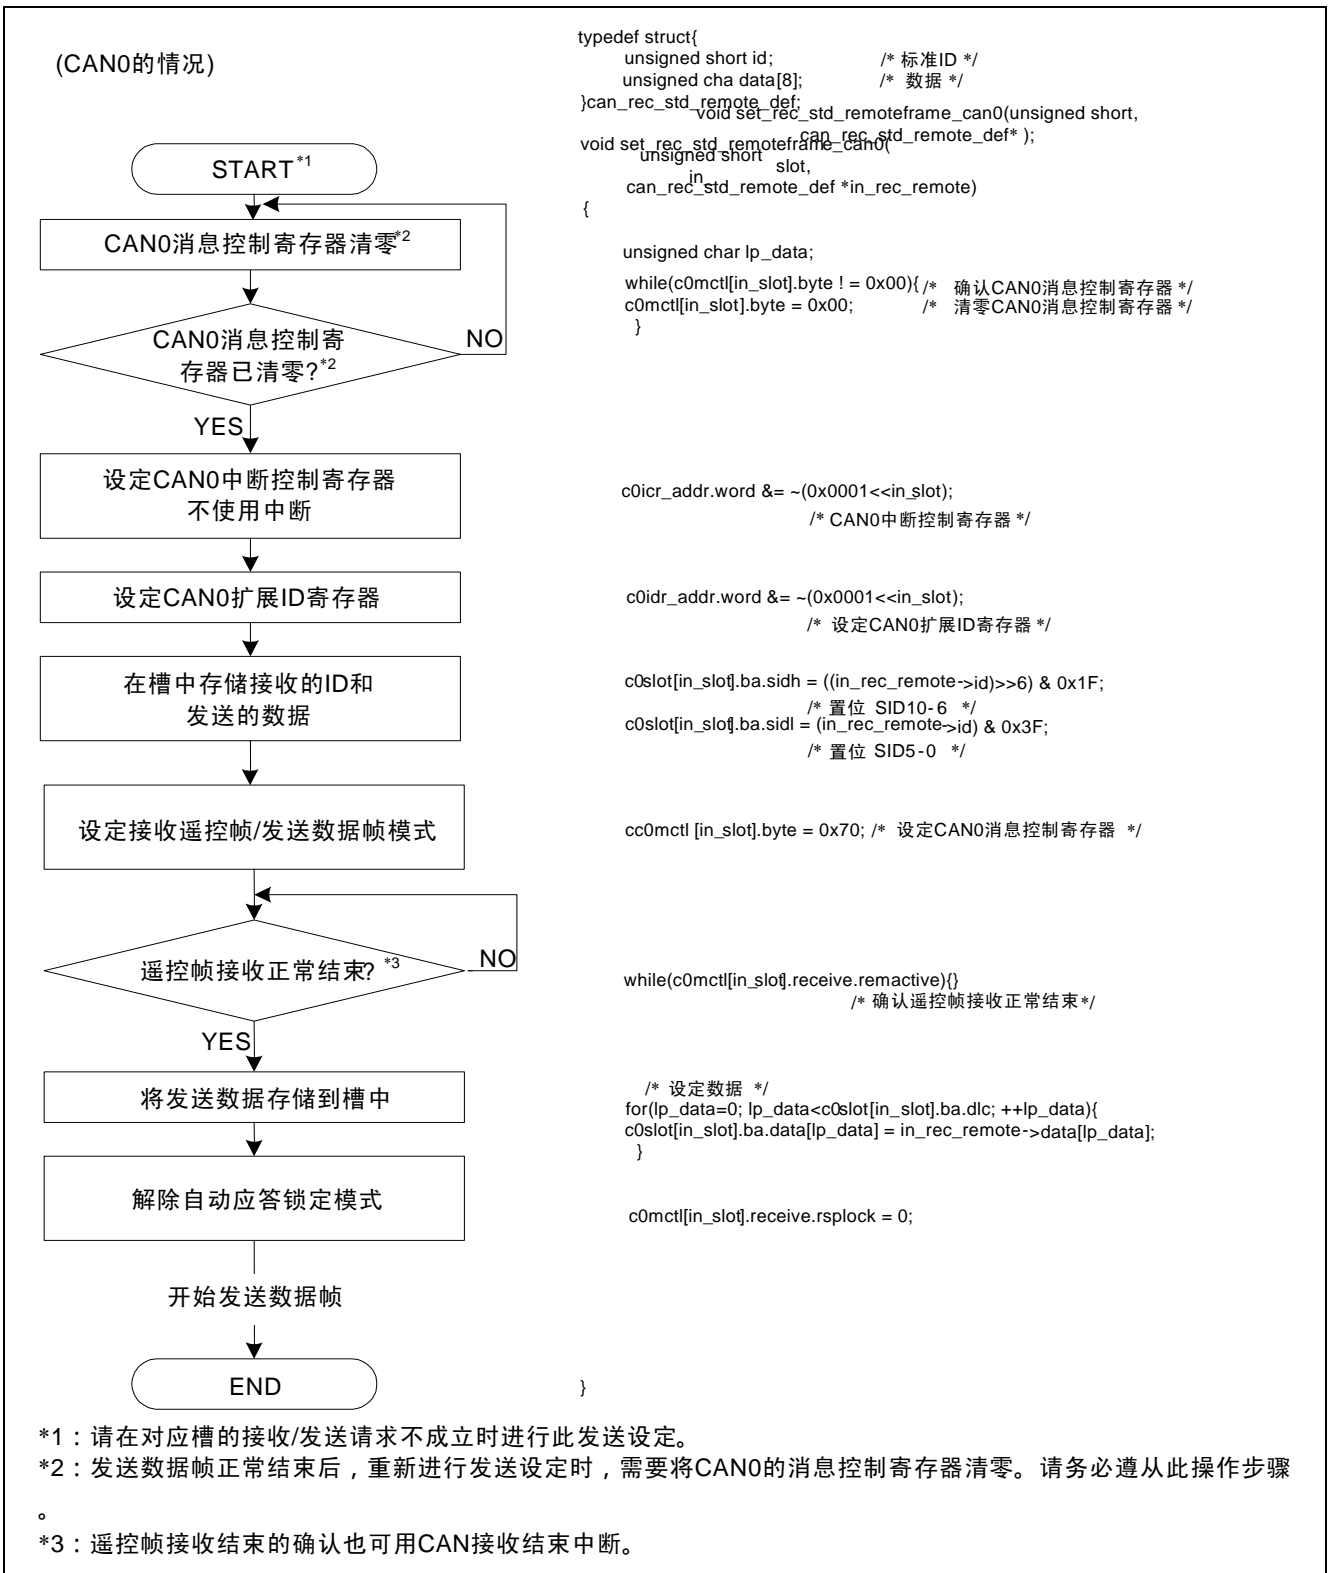 (CAN0的情况)
START*1
CAN0消息控制寄存器清零*2
CAN0消息控制寄
存器已清零?*2
NO
YES
设定CAN0中断控制寄存器
不使用中断
设定CAN0扩展ID寄存器
在槽中存储接收的ID和
发送的数据
设定接收遥控帧/发送数据帧模式
遥控帧接收正常结束? *3
NO
YES
将发送数据存储到槽中
解除自动应答锁定模式
开始发送数据帧
END
typedef struct{
unsigned short id; /* 标准ID */
unsigned cha data[8]; /* 数据 */
}can_rec_std_remote_def;
void set_rec_std_remoteframe_can0(unsigned short,
can_rec_std_remote_def* );
void set_rec_std_remoteframe_can0(
unsigned short
in_slot,
can_rec_std_remote_def *in_rec_remote)
{
unsigned char lp_data;
while(c0mctl[in_slot].byte ! = 0x00){ /* 确认CAN0消息控制寄存器 */
c0mctl[in_slot].byte = 0x00; /* 清零CAN0消息控制寄存器 */
}
c0icr_addr.word &= ~(0x0001<<in_slot);
/* CAN0中断控制寄存器 */
c0idr_addr.word &= ~(0x0001<<in_slot);
/* 设定CAN0扩展ID寄存器 */
c0slot[in_slot].ba.sidh = ((in_rec_remote->id)>>6) & 0x1F;
/* 置位 SID10-6 */
c0slot[in_slot].ba.sidl = (in_rec_remote->id) & 0x3F;
/* 置位 SID5-0 */
cc0mctl [in_slot].byte = 0x70; /* 设定CAN0消息控制寄存器 */
while(c0mctl[in_slot].receive.remactive){}
/* 确认遥控帧接收正常结束*/
/* 设定数据 */
for(lp_data=0; lp_data<c0slot[in_slot].ba.dlc; ++lp_data){
c0slot[in_slot].ba.data[lp_data] = in_rec_remote->data[lp_data];
}
c0mctl[in_slot].receive.rsplock = 0;
}
*1：请在对应槽的接收/发送请求不成立时进行此发送设定。
*2：发送数据帧正常结束后，重新进行发送设定时，需要将CAN0的消息控制寄存器清零。请务必遵从此操作步骤
。
*3：遥控帧接收结束的确认也可用CAN接收结束中断。